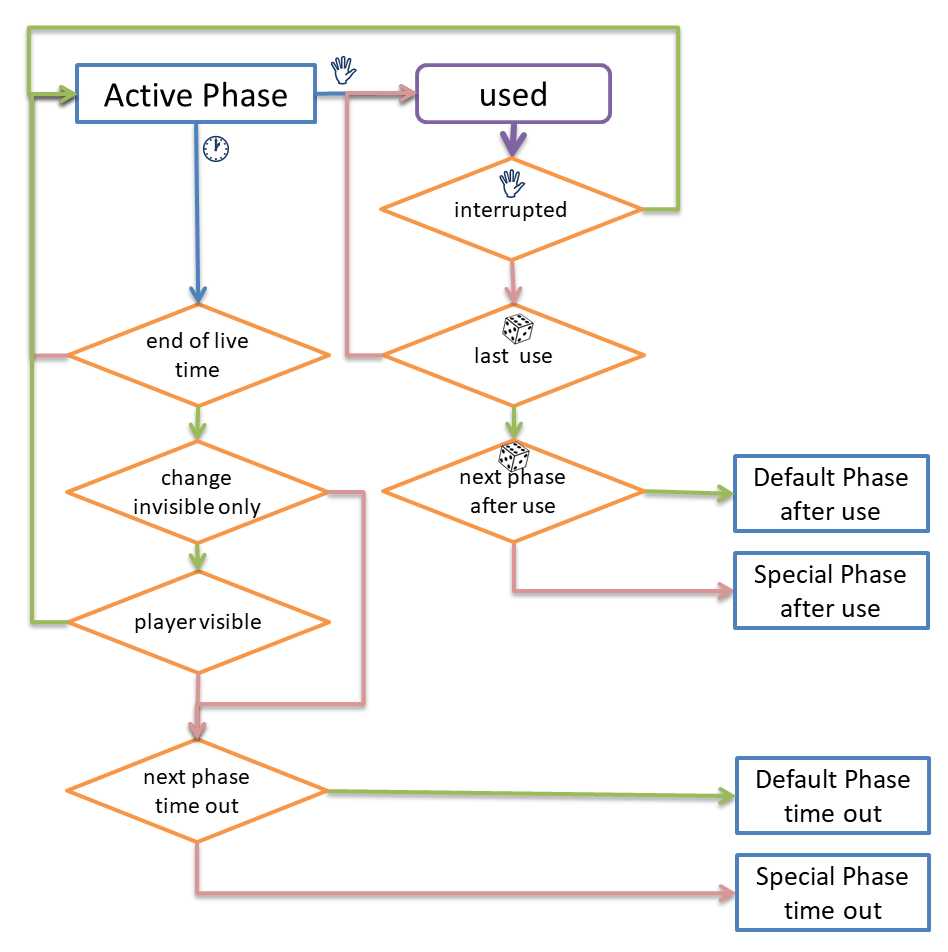 Active Phase
used
interrupted
end of live
time
last use
change
invisible only
next phase
after use
Default Phase
after use
Special Phase
after use
player visible
next phase
time out
Default Phase
time out
Special Phase
time out